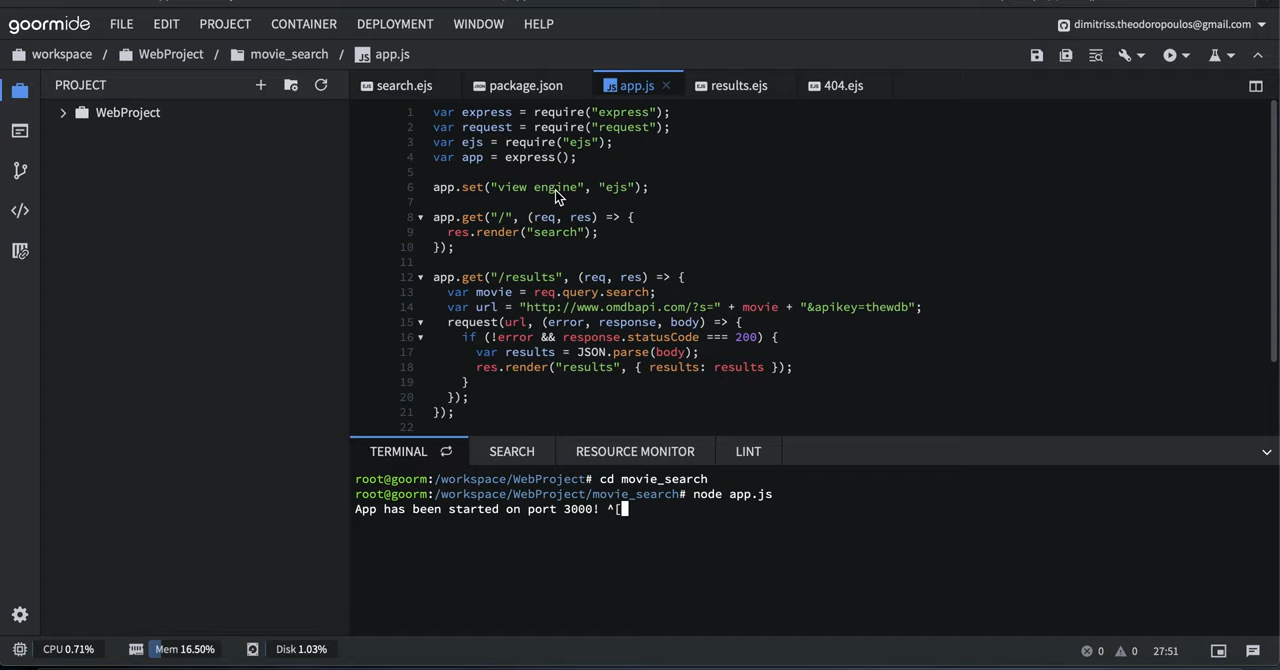 goormide FILE EDIT PROJECT CONTAINER DEPLOYMENT WINDOW HELP dimitriss.theodoropoulos@gmail.com
workspace / WebProject / movie_search / JS app.js
PROJECT
WebProject
search.ejs package.json JS app.js results.ejs 404.ejs
1 var express = require("express");
2 var request = require("request");
3 var ejs = require("ejs");
4 var app = express();
5
6 app.set("view engine", "ejs");
7
8 app.get("/", (req, res) => {
9 res.render("search");
10 });
11
12 app.get("/results", (req, res) => {
13 var movie = req.query.search;
14 var url = "http://www.omdbapi.com/?s=" + movie + "&apikey=thewdb";
15 request(url, (error, response, body) => {
16 if (!error && response.statusCode === 200) {
17 var results = JSON.parse(body);
18 res.render("results", { results: results });
19 }
20 });
21 });
22
TERMINAL SEARCH RESOURCE MONITOR LINT
root@goorm:/workspace/WebProject# cd movie_search
root@goorm:/workspace/WebProject/movie_search# node app.js
App has been started on port 3000! ^[
CPU 0.71% Mem 16.50% Disk 1.03% 0 0 27:51